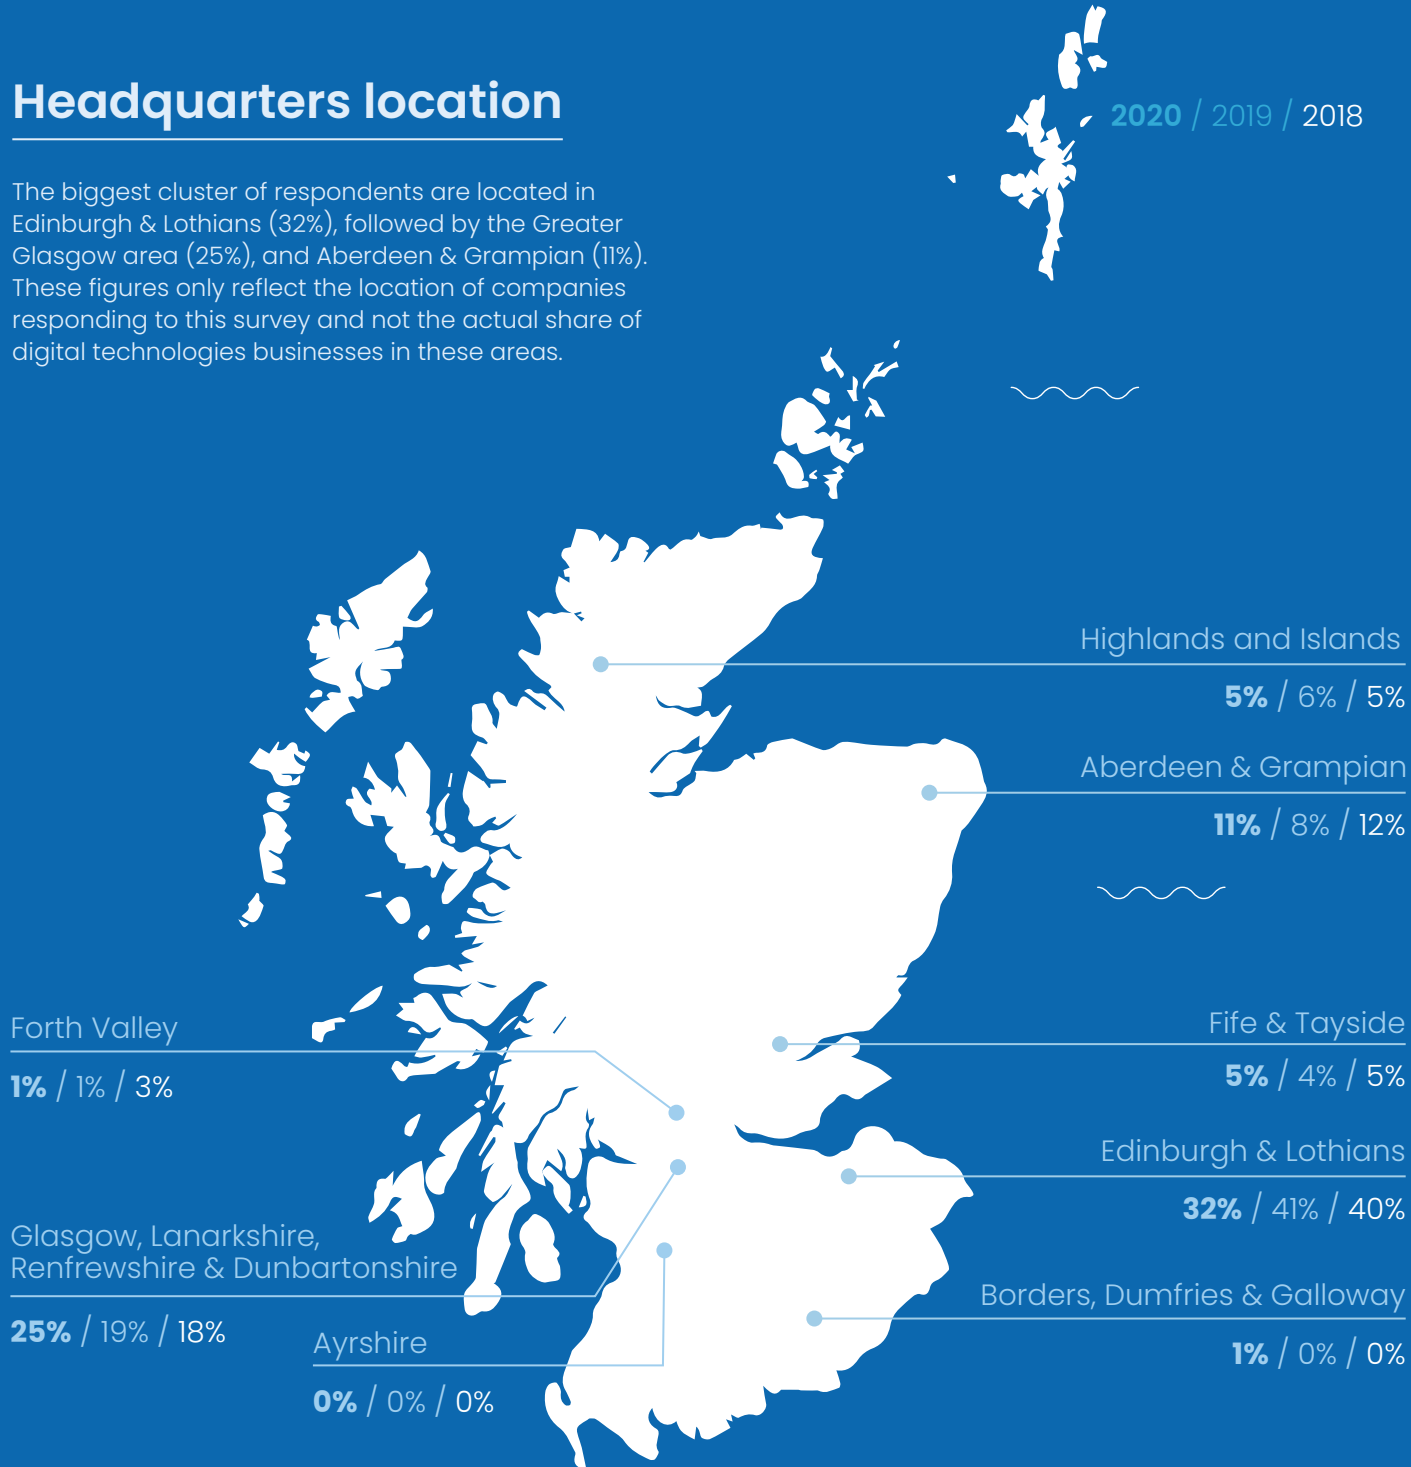 Headquarters location
2020 / 2019 / 2018
The biggest cluster of respondents are located in
Edinburgh & Lothians (32%), followed by the Greater
Glasgow area (25%), and Aberdeen & Grampian (11%).
These figures only reflect the location of companies
responding to this survey and not the actual share of
digital technologies businesses in these areas.
Highlands and Islands
5% / 6% / 5%
Aberdeen & Grampian
11% / 8% / 12%
Forth Valley
1% / 1% / 3%
Fife & Tayside
5% / 4% / 5%
Edinburgh & Lothians
32% / 41% / 40%
Glasgow, Lanarkshire,
Renfrewshire & Dunbartonshire
25% / 19% / 18%
Borders, Dumfries & Galloway
1% / 0% / 0%
Ayrshire
0% / 0% / 0%